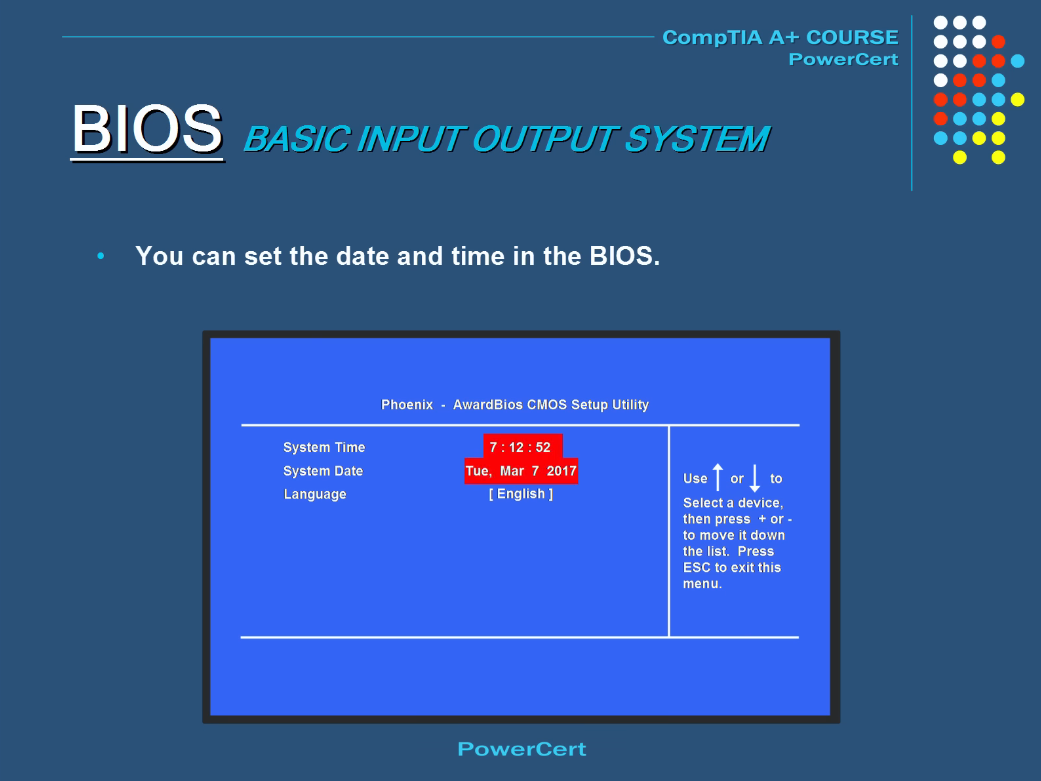 CompTIA A+ COURSE
PowerCert
BIOS BASIC INPUT OUTPUT SYSTEM
• You can set the date and time in the BIOS.
Phoenix - AwardBios CMOS Setup Utility
System Time 7 : 12 : 52
System Date Tue, Mar 7 2017
Language [ English ]
Use ↑ or ↓ to
Select a device,
then press + or -
to move it down
the list. Press
ESC to exit this
menu.
PowerCert